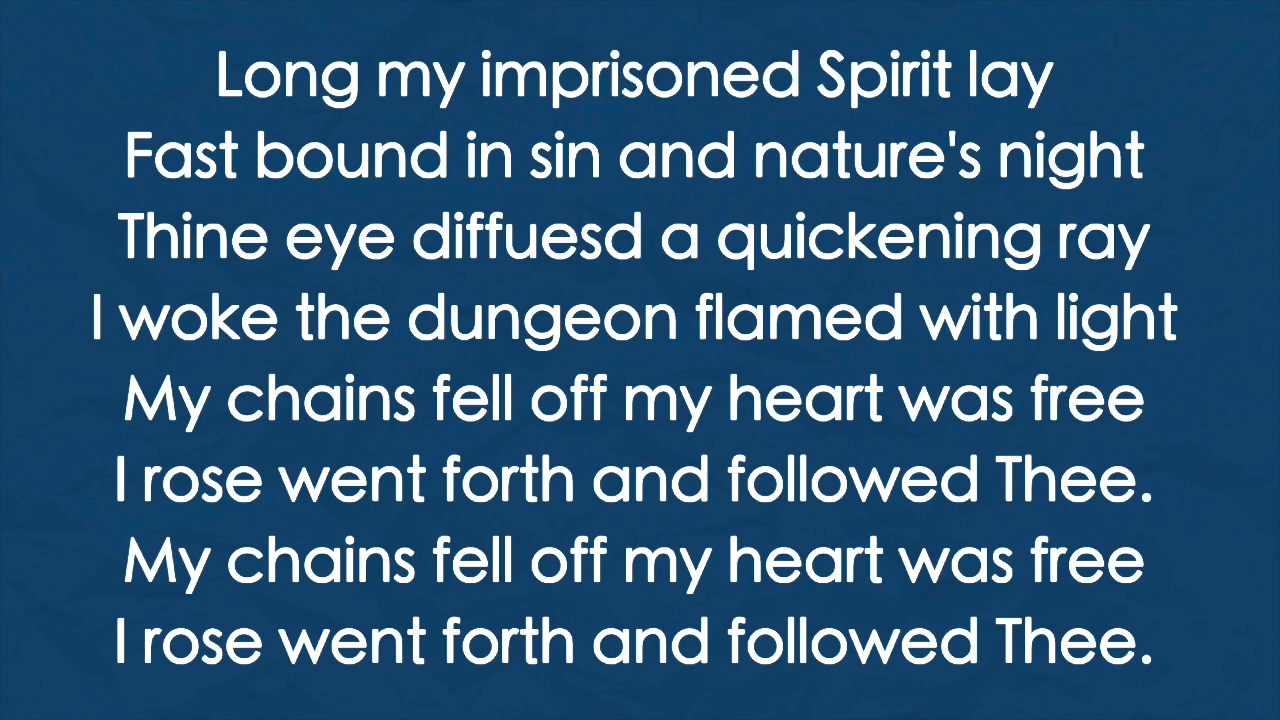 Long my imprisoned Spirit lay
Fast bound in sin and nature's night
Thine eye diffuesd a quickening ray
I woke the dungeon flamed with light
My chains fell off my heart was free
I rose went forth and followed Thee.
My chains fell off my heart was free
I rose went forth and followed Thee.